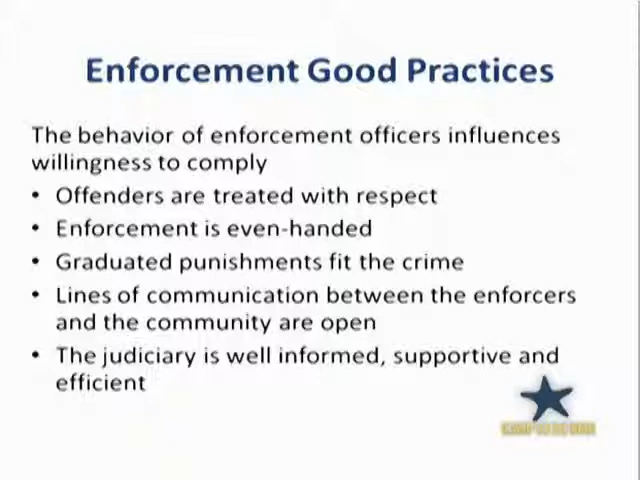 Enforcement Good Practices
The behavior of enforcement officers influences
willingness to comply
• Offenders are treated with respect
• Enforcement is even-handed
• Graduated punishments fit the crime
• Lines of communication between the enforcers
and the community are open
• The judiciary is well informed, supportive and
efficient